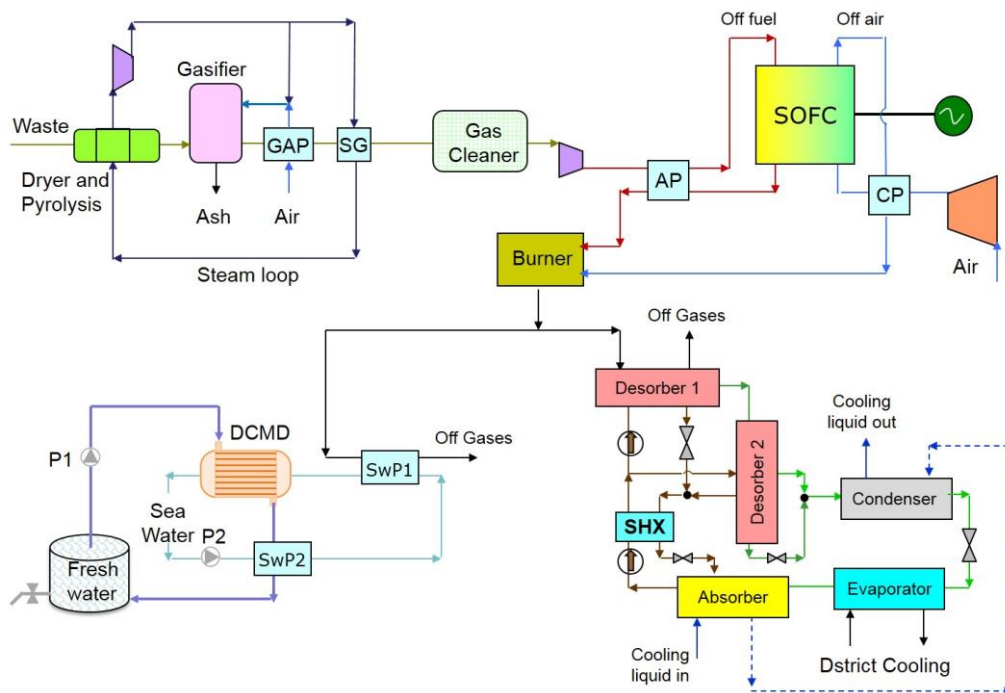 Off fuel
Off air
Gasifier
Waste
GAP
SG
Gas
Cleaner
SOFC
Dryer and
Pyrolysis
AP
CP
Ash
Air
Burner
Air
Steam loop
Off Gases
Desorber 1
Cooling
liquid out
DCMD
Off Gases
P1
SwP1
Desorber 2
Condenser
Sea
Water
P2
SHX
SwP2
Fresh
water
Absorber
Evaporator
Cooling
liquid in
Dstrict Cooling